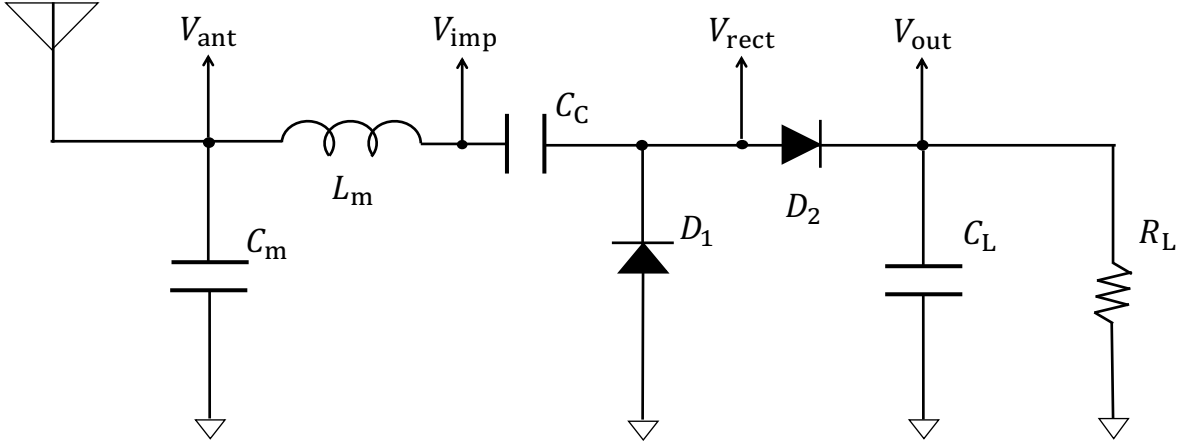 V_ant
V_imp
V_rect
V_out
C_C
L_m
C_m
D_1
D_2
C_L
R_L